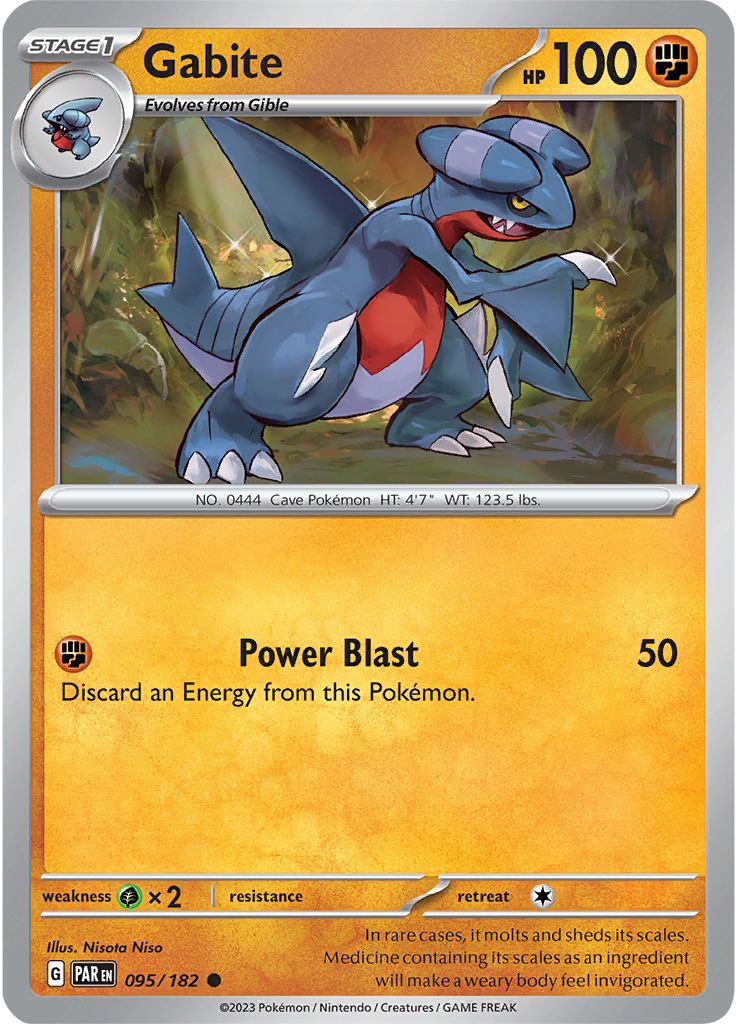 STAGE 1
Gabite
HP 100
Evolves from Gible
NO. 0444 Cave Pokémon HT: 4'7" WT: 123.5 lbs.
Power Blast 50
Discard an Energy from this Pokémon.
weakness ×2 resistance retreat
Illus. Nisota Niso
In rare cases, it molts and sheds its scales.
Medicine containing its scales as an ingredient
will make a weary body feel invigorated.
G PAR EN 095/182
©2023 Pokémon / Nintendo / Creatures / GAME FREAK